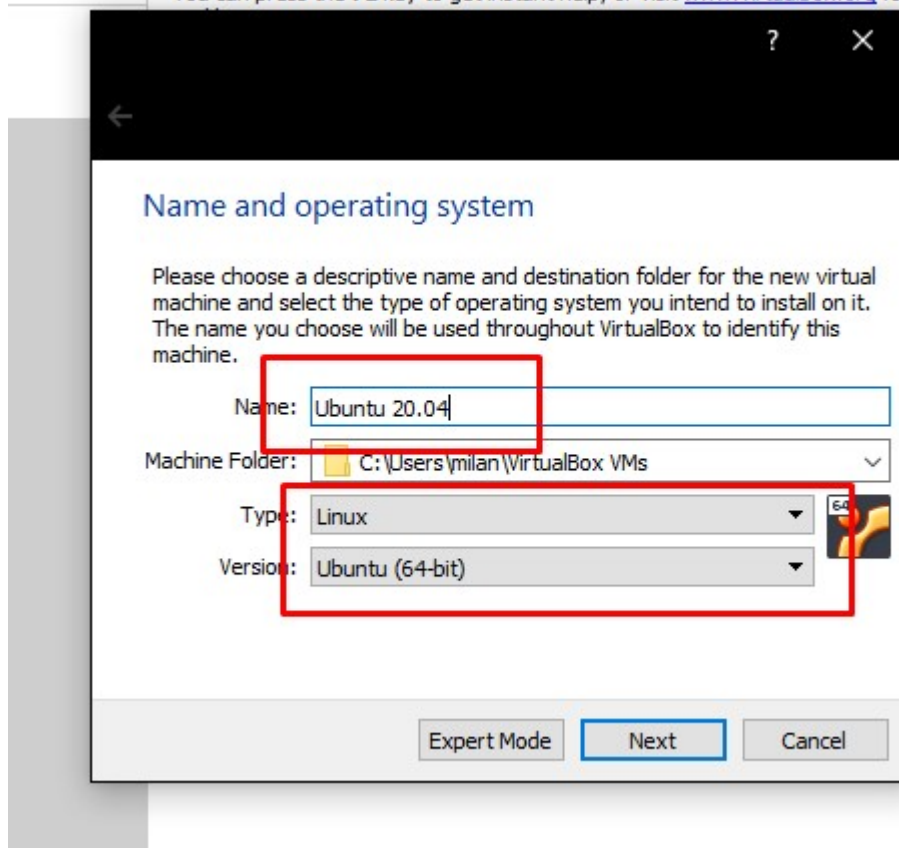 ?
Name and operating system
Please choose a descriptive name and destination folder for the new virtual
machine and select the type of operating system you intend to install on it.
The name you choose will be used throughout VirtualBox to identify this
machine.
Name: Ubuntu 20.04
Machine Folder: C:\Users\milan\VirtualBox VMs
Type: Linux
64
Version: Ubuntu (64-bit)
Expert Mode Next Cancel